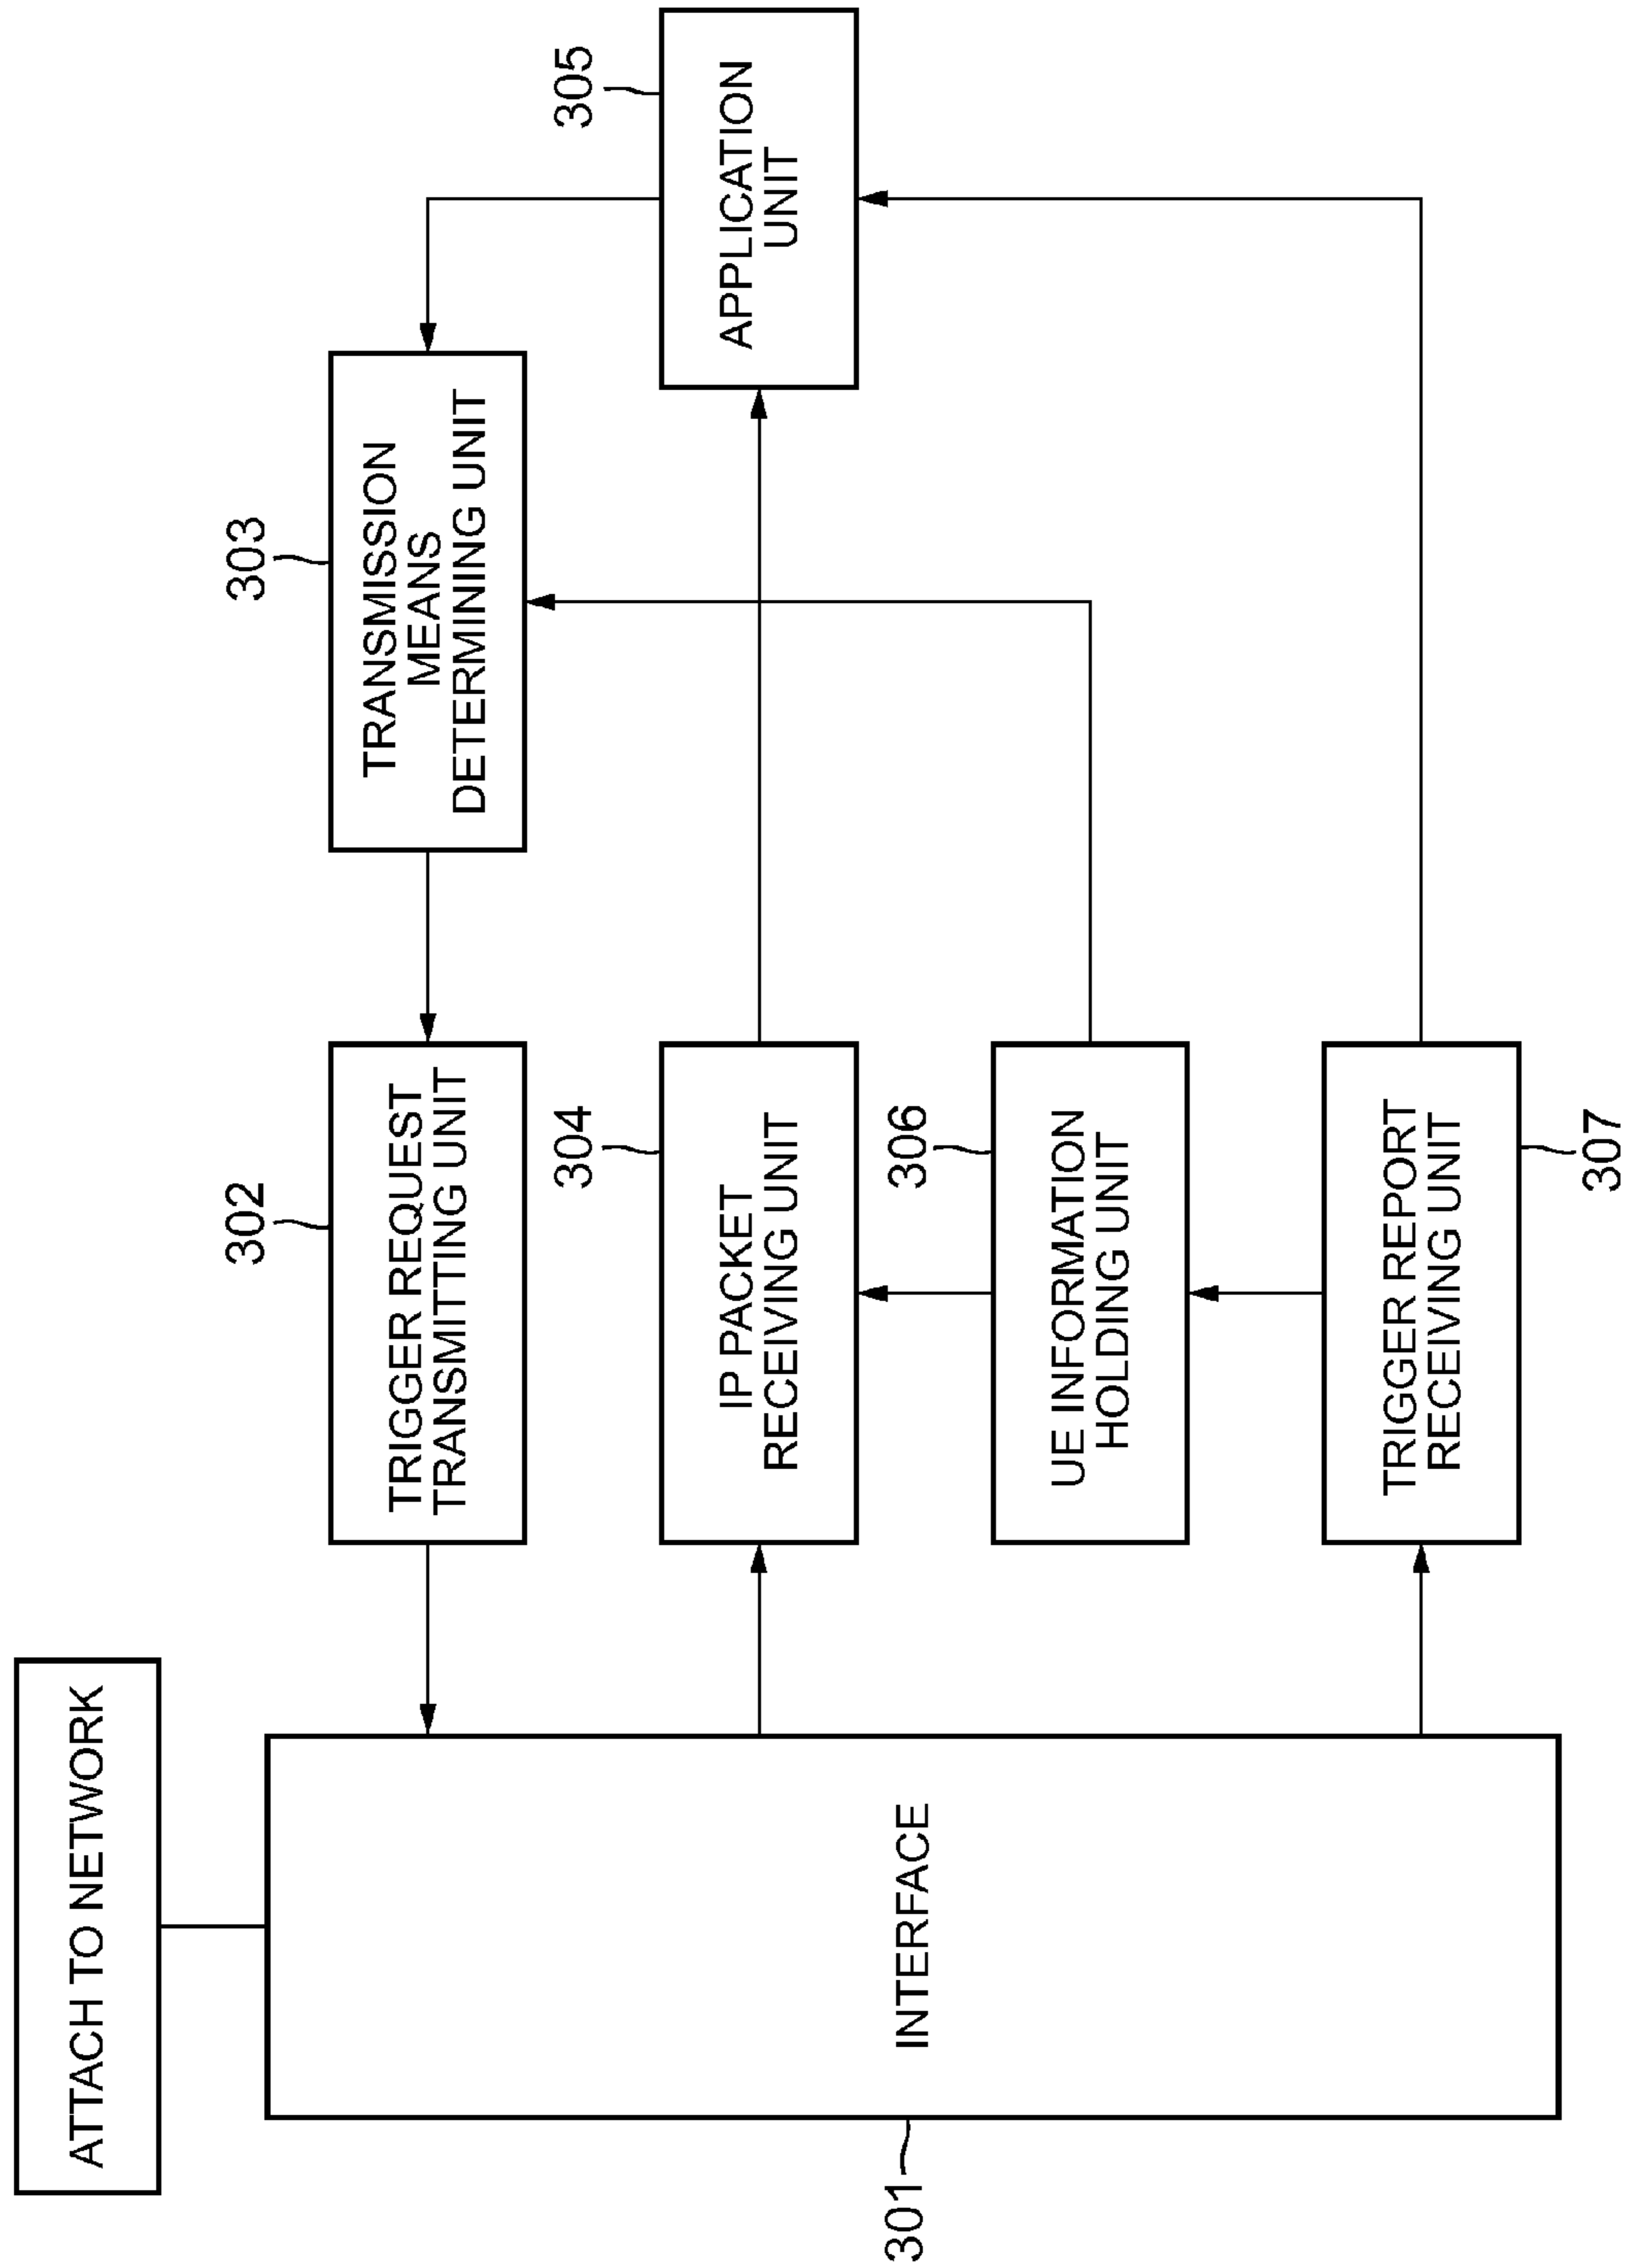 ATTACH TO NETWORK
301
INTERFACE
302
TRIGGER REQUEST
TRANSMITTING UNIT
303
TRANSMISSION
MEANS
DETERMINING UNIT
304
IP PACKET
RECEIVING UNIT
305
APPLICATION
UNIT
306
UE INFORMATION
HOLDING UNIT
TRIGGER REPORT
RECEIVING UNIT
307